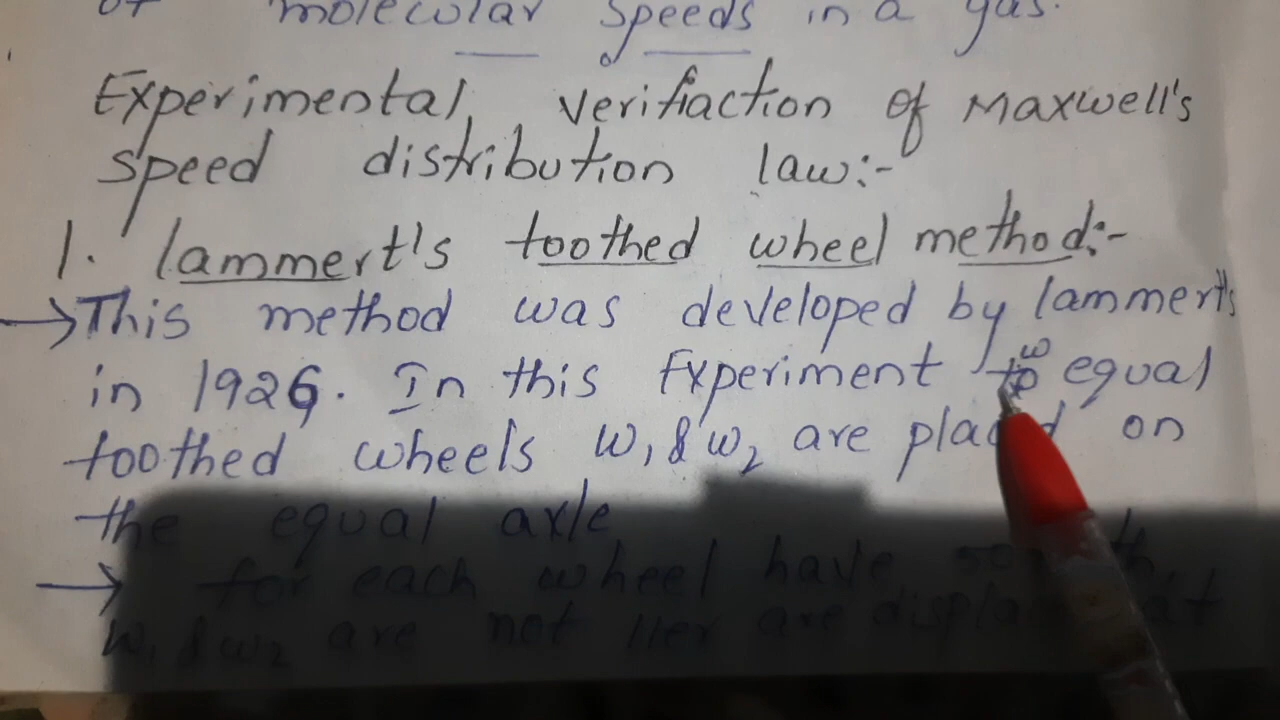 of molecular speeds in a gas.
Experimental verifiaction of Maxwell's
speed distribution law:-
1. lammert's toothed wheel method:-
→This method was developed by lammert's
in 1926. In this Experiment two equal
toothed wheels W1 & W2 are placed on
the equal axle
→ for each wheel have
W1 & W2 are not ller are